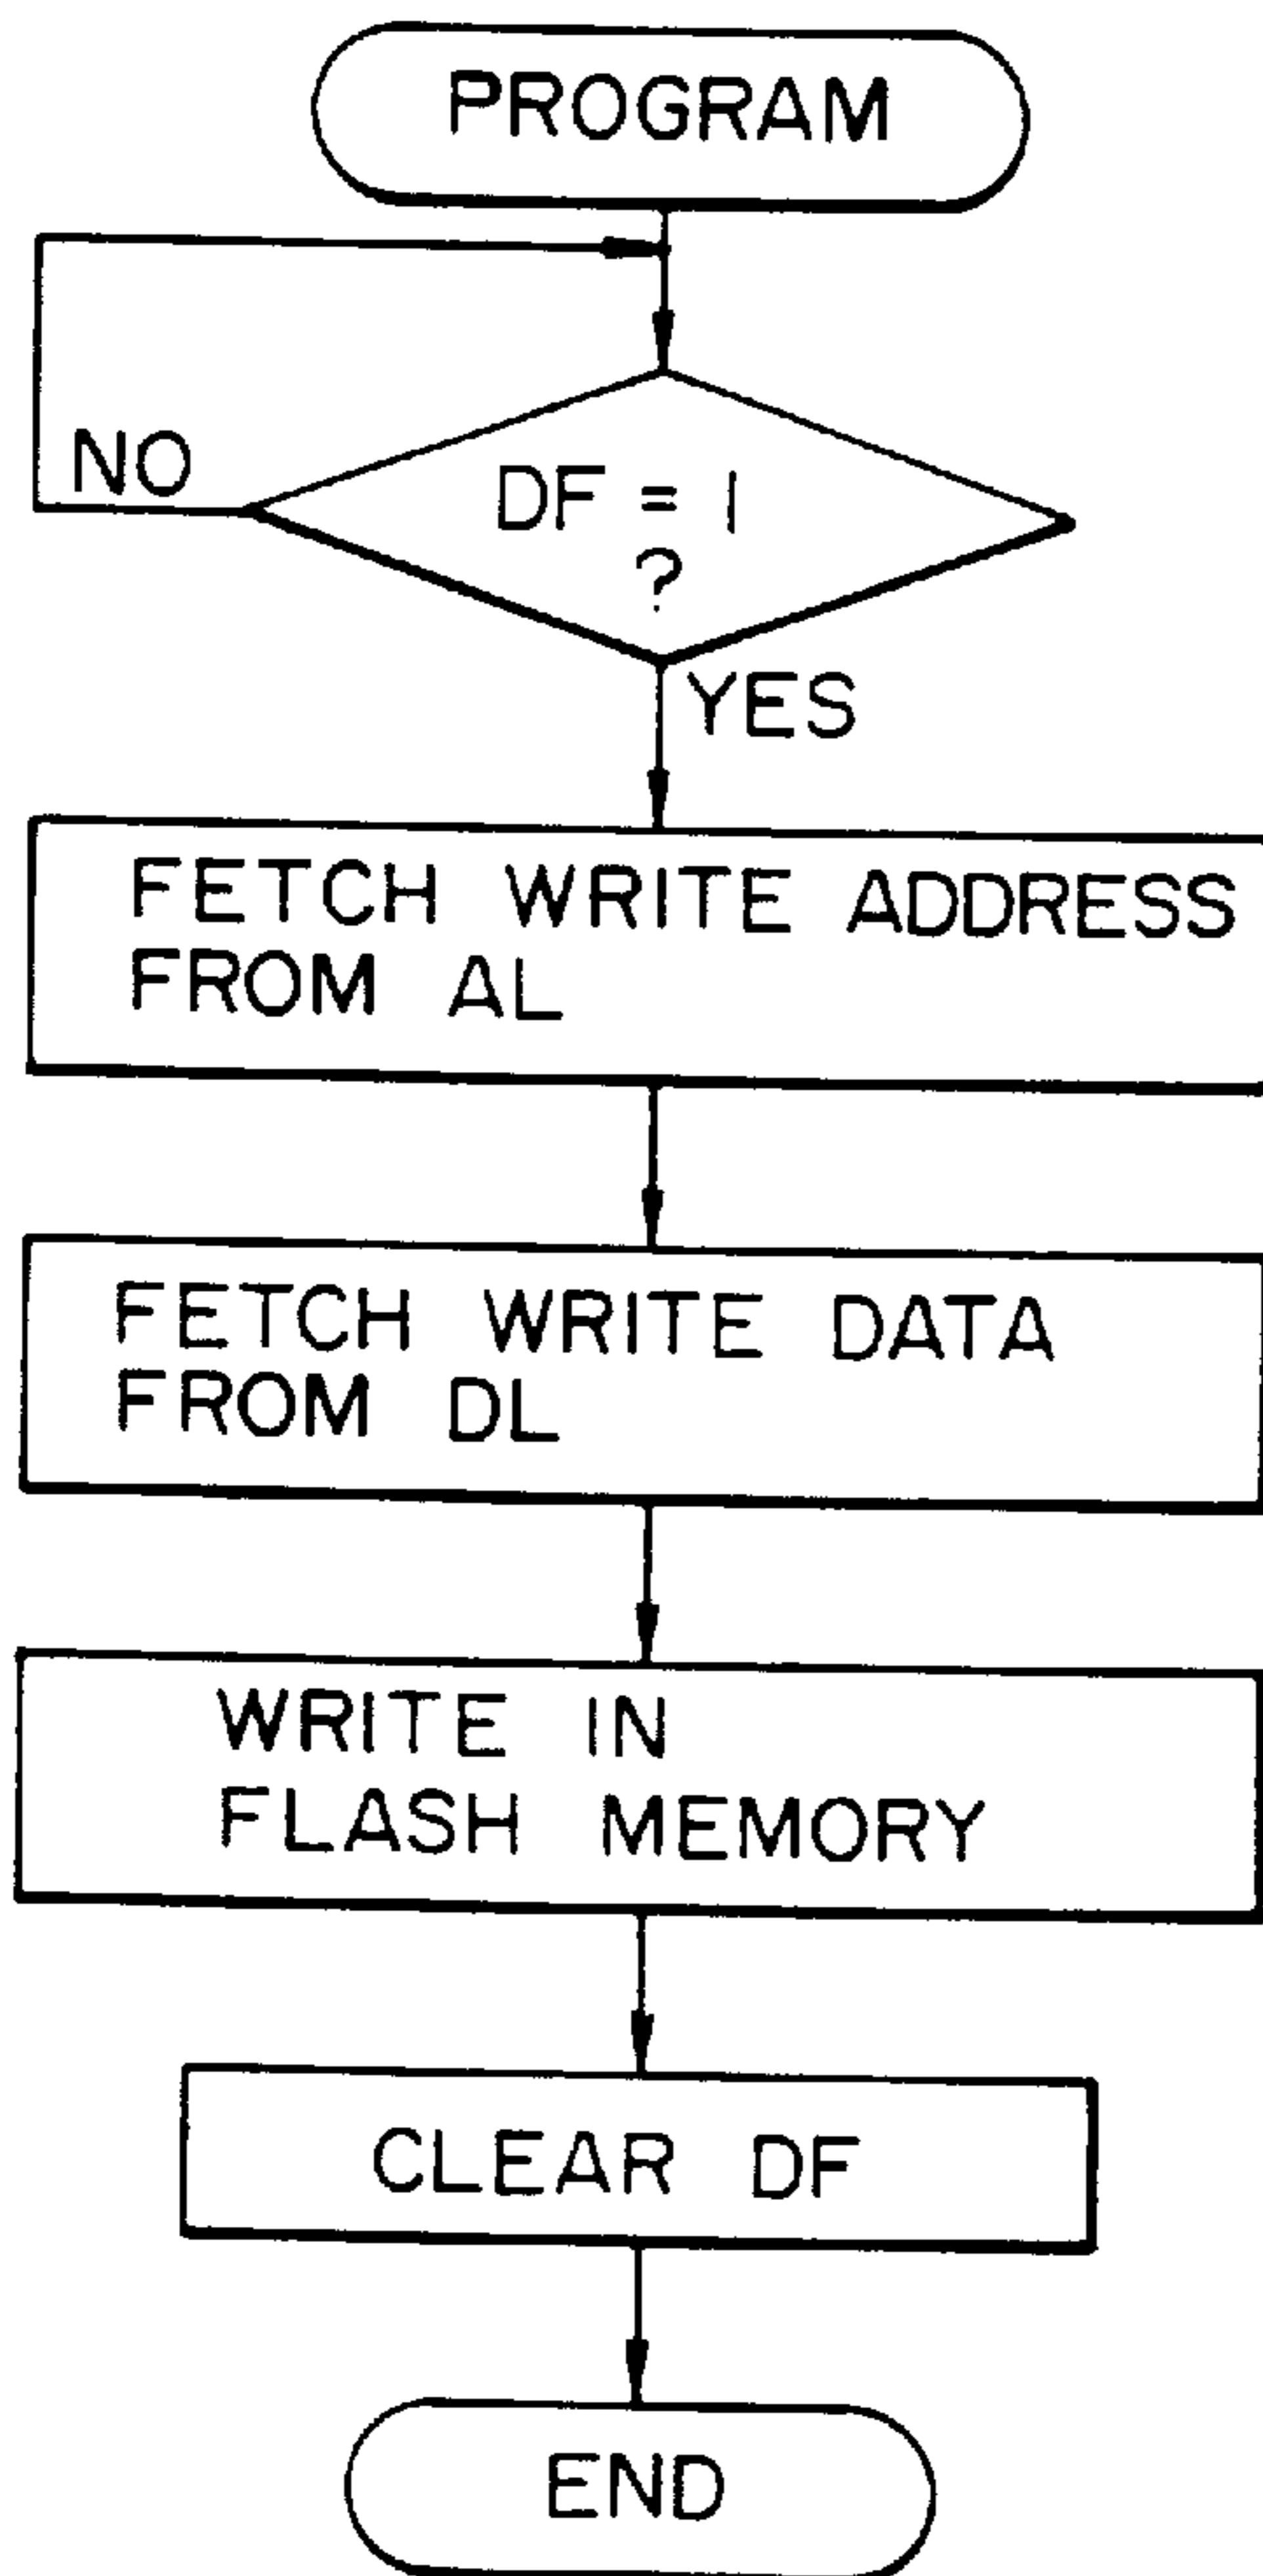 PROGRAM
NO
DF = 1
?
YES
FETCH WRITE ADDRESS
FROM AL
FETCH WRITE DATA
FROM DL
WRITE IN
FLASH MEMORY
CLEAR DF
END